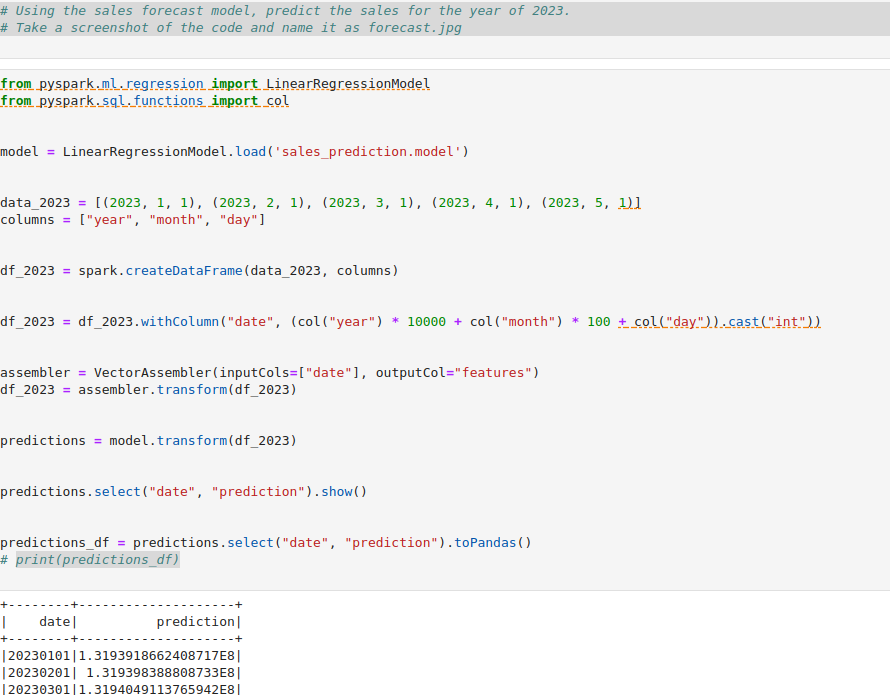 # Using the sales forecast model, predict the sales for the year of 2023.
# Take a screenshot of the code and name it as forecast.jpg
from pyspark.ml.regression import LinearRegressionModel
from pyspark.sql.functions import col
model = LinearRegressionModel.load('sales_prediction.model')
data_2023 = [(2023, 1, 1), (2023, 2, 1), (2023, 3, 1), (2023, 4, 1), (2023, 5, 1)]
columns = ["year", "month", "day"]
df_2023 = spark.createDataFrame(data_2023, columns)
df_2023 = df_2023.withColumn("date", (col("year") * 10000 + col("month") * 100 + col("day")).cast("int"))
assembler = VectorAssembler(inputCols=["date"], outputCol="features")
df_2023 = assembler.transform(df_2023)
predictions = model.transform(df_2023)
predictions.select("date", "prediction").show()
predictions_df = predictions.select("date", "prediction").toPandas()
# print(predictions_df)
+--------+--------------------+
|    date|          prediction|
+--------+--------------------+
|20230101|1.3193918662408717E8|
|20230201| 1.319398388808733E8|
|20230301|1.3194049113765942E8|